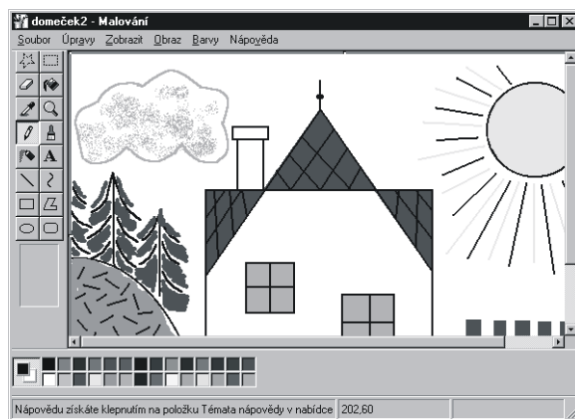 domeček2 - Malování
Soubor Úpravy Zobrazit Obraz Barvy Nápověda
A
Nápovědu získáte klepnutím na položku Témata nápovědy v nabídce
202,60